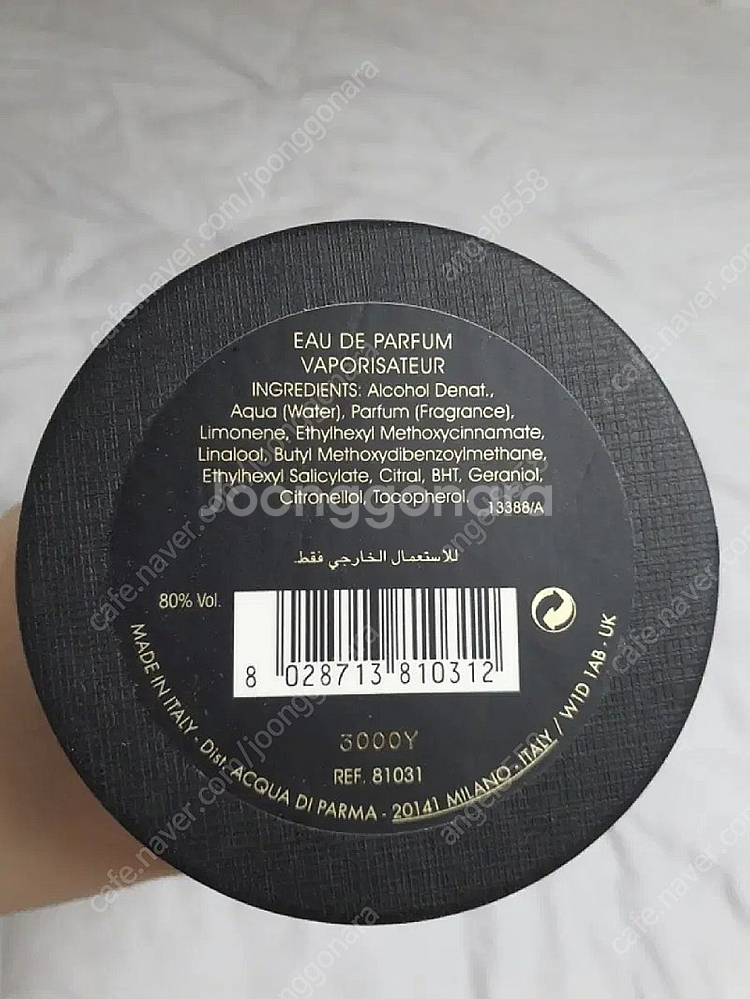 EAU DE PARFUM
VAPORISATEUR
INGREDIENTS: Alcohol Denat.,
Aqua (Water), Parfum (Fragrance),
Limonene, Ethylhexyl Methoxycinnamate,
Linalool, Butyl Methoxydibenzoylmethane,
Ethylhexyl Salicylate, Citral, BHT, Geraniol,
Citronellol, Tocopherol.
13388/A
للاستعمال الخارجي فقط.
80% Vol.
8 028713 810312
3000Y
REF. 81031
MADE IN ITALY - Dist. ACQUA DI PARMA - 20141 MILANO - ITALY / W1D 1AB - UK
Joonggonara
cafe.naver.com/joonggonara
angel8558